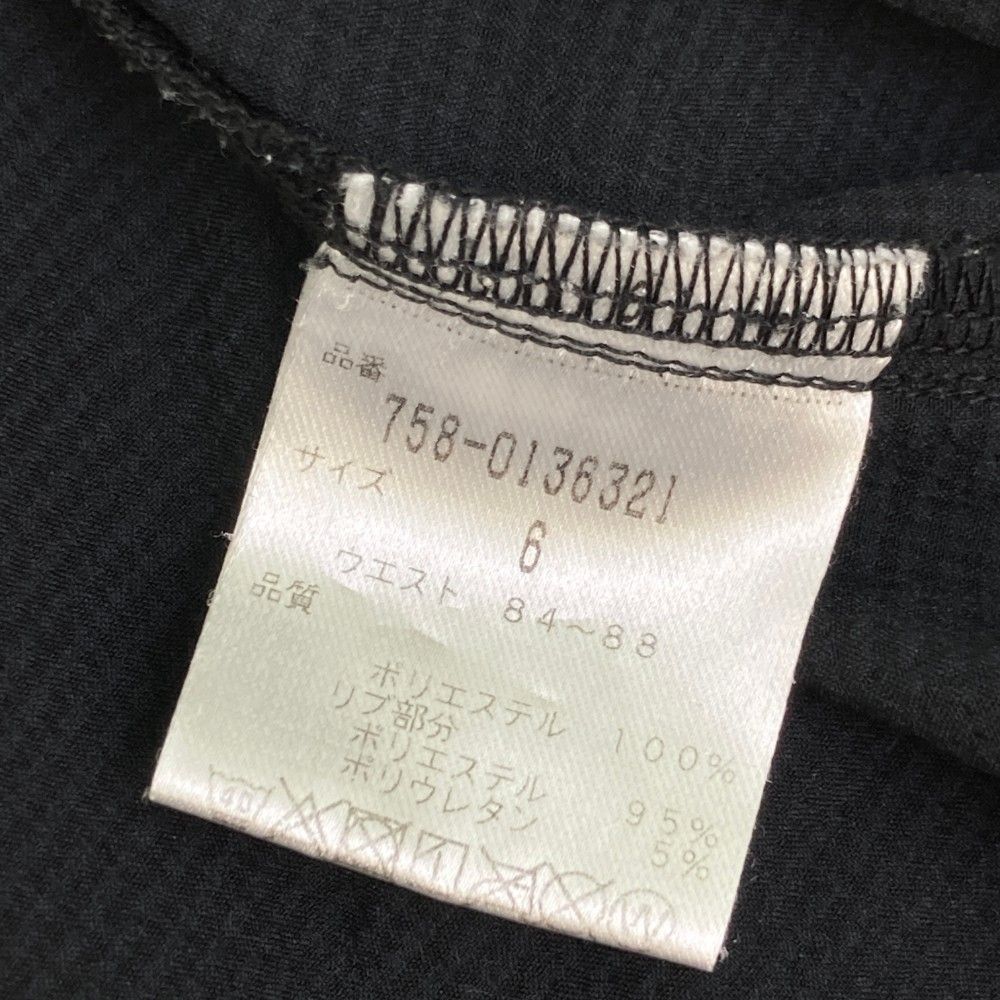 品番
758-0136321
サイズ
6
ウエスト 84～88
品質
ポリエステル 100%
リブ部分
ポリエステル 95%
ポリウレタン 5%
40